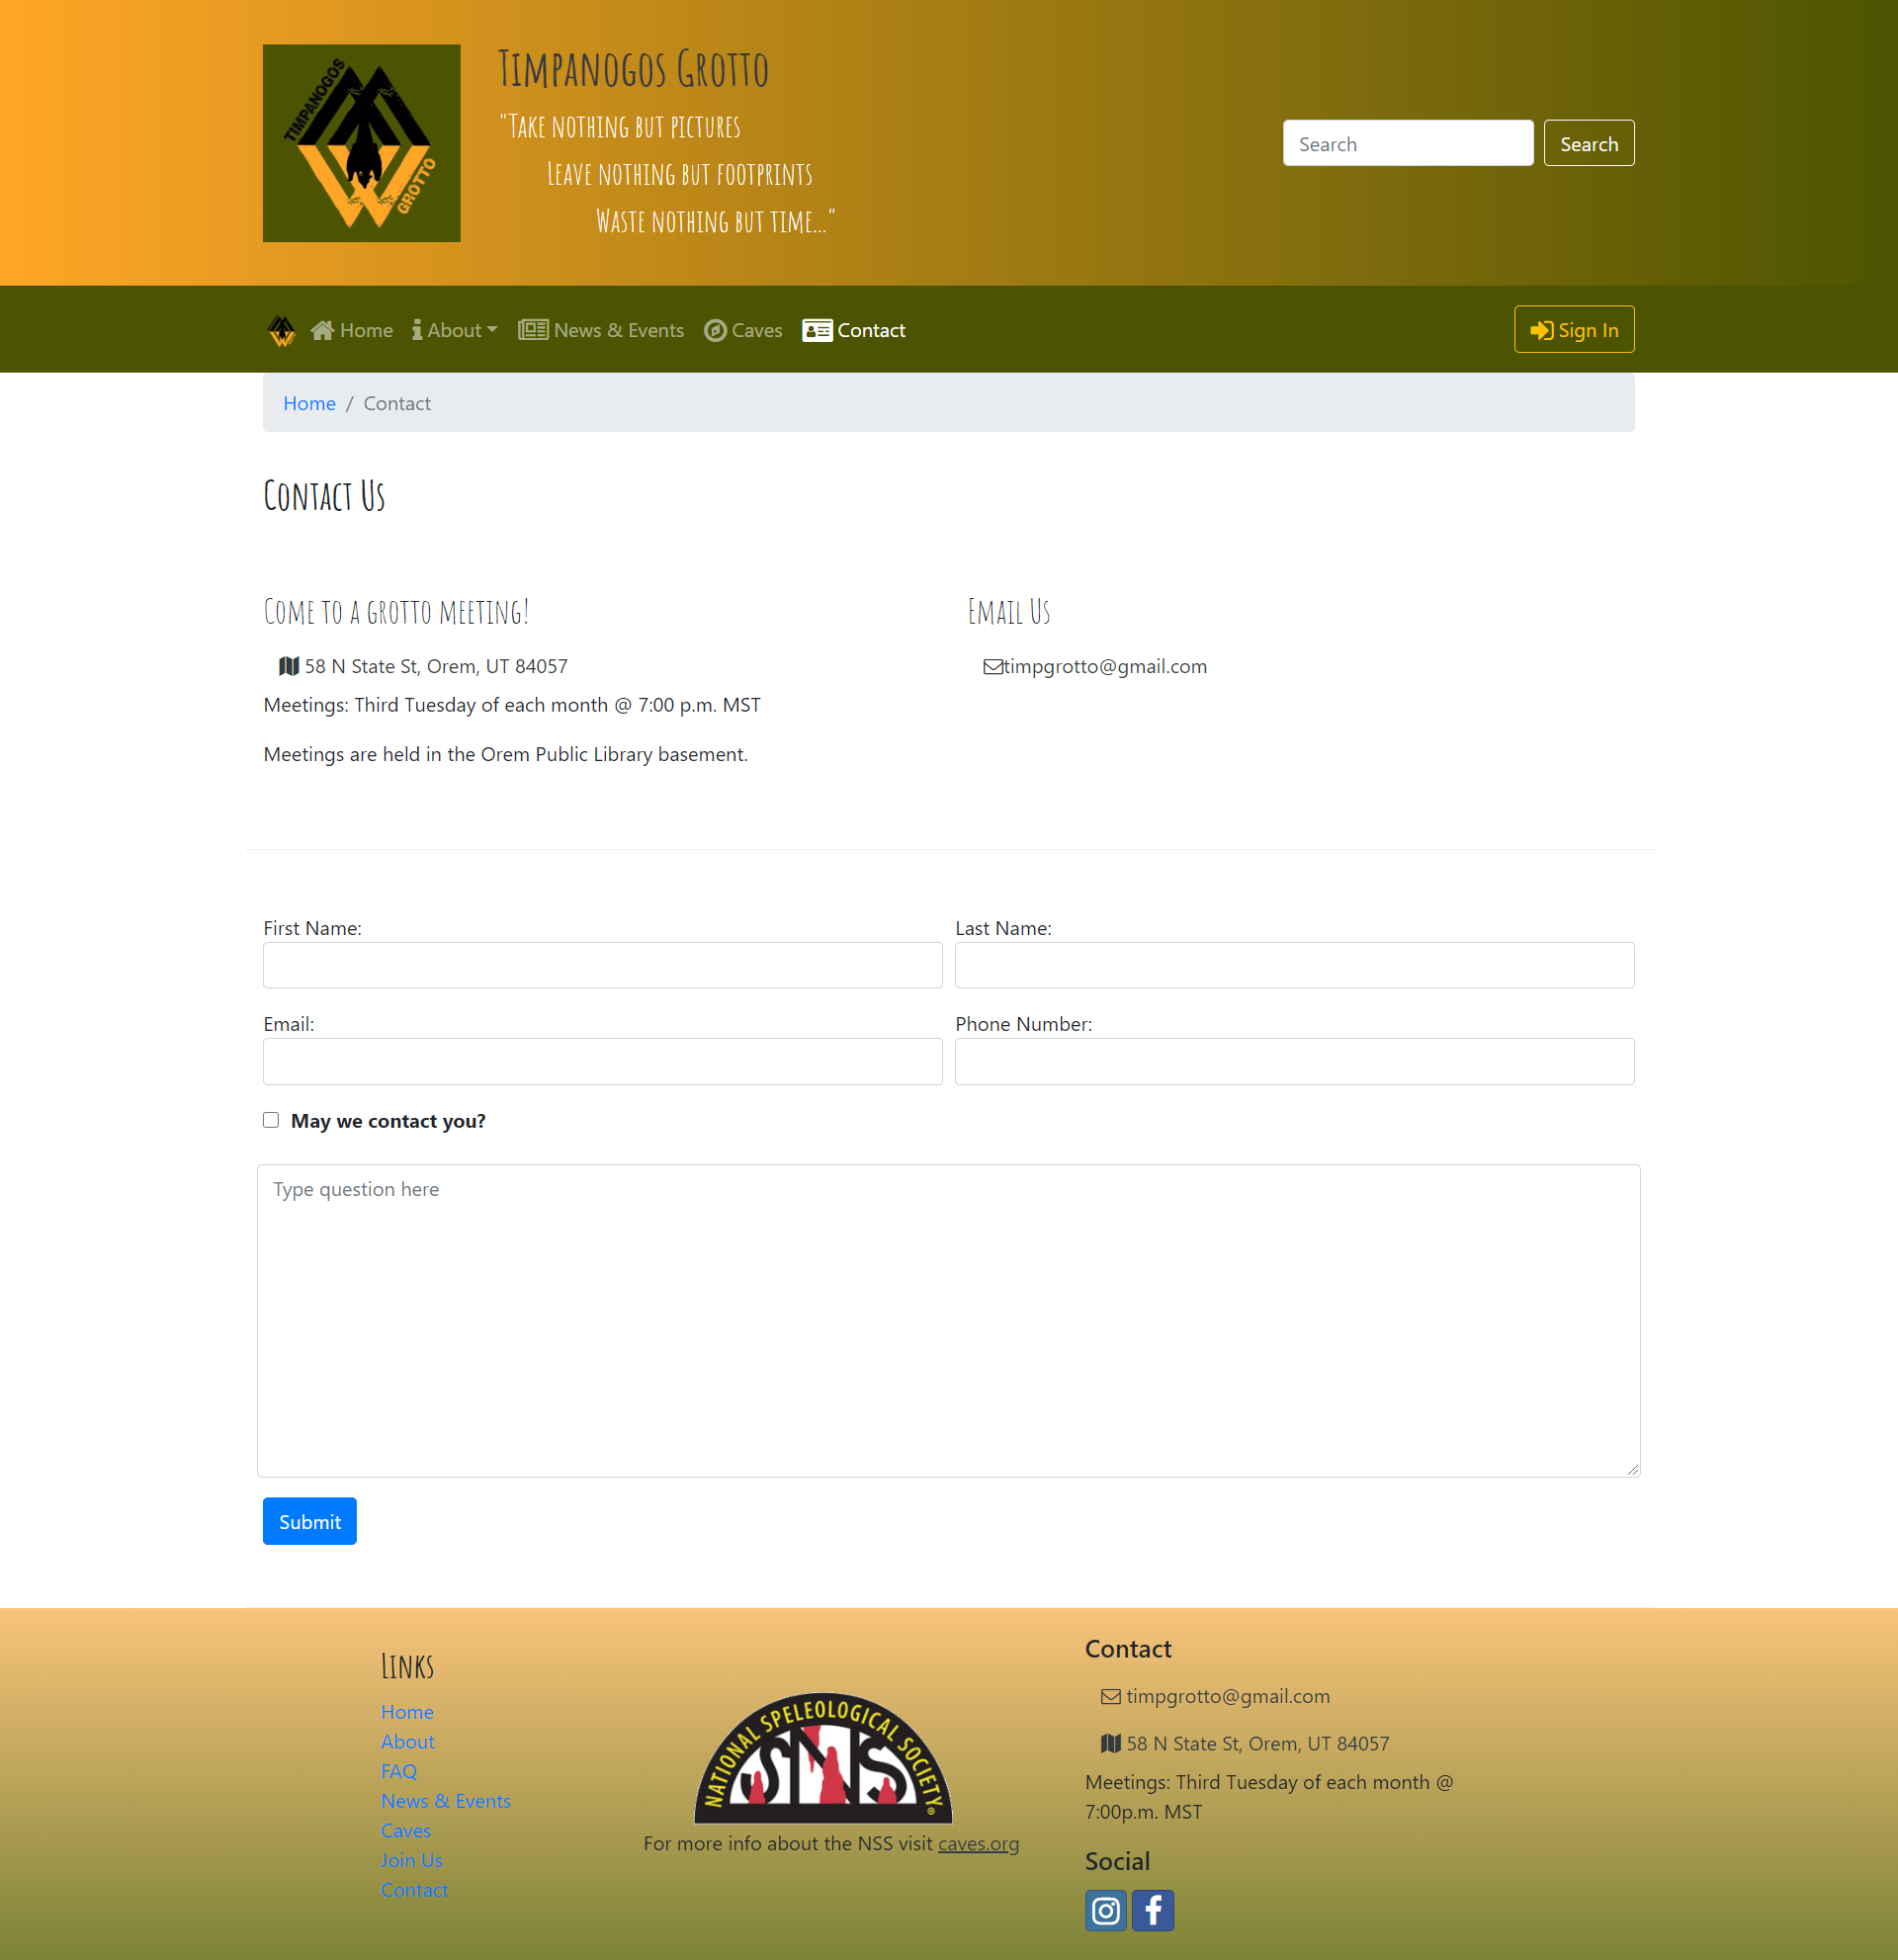 TIMPANOGOS
GROTTO
Timpanogos Grotto
"Take nothing but pictures
Leave nothing but footprints
Waste nothing but time..."
Search
Search
Home
About
News & Events
Caves
Contact
Sign In
Home / Contact
Contact Us
Come to a grotto meeting!
58 N State St, Orem, UT 84057
Meetings: Third Tuesday of each month @ 7:00 p.m. MST
Meetings are held in the Orem Public Library basement.
Email Us
timpgrotto@gmail.com
First Name:
Last Name:
Email:
Phone Number:
May we contact you?
Type question here
Submit
Links
Home
About
FAQ
News & Events
Caves
Join Us
Contact
NATIONAL SPELEOLOGICAL SOCIETY®
NSS
For more info about the NSS visit caves.org
Contact
timpgrotto@gmail.com
58 N State St, Orem, UT 84057
Meetings: Third Tuesday of each month @
7:00p.m. MST
Social